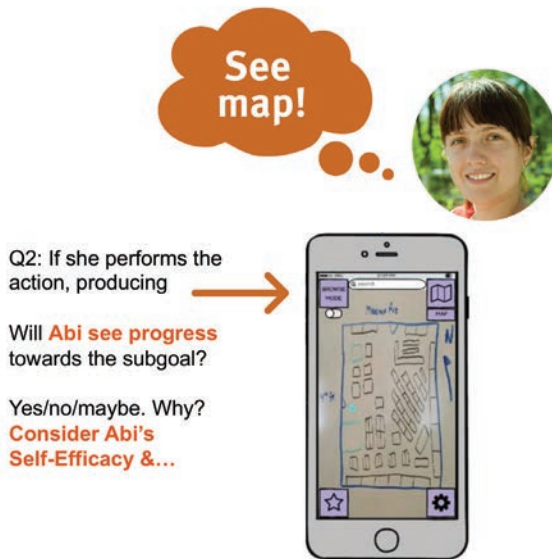 See
map!
Q2: If she performs the
action, producing
Will Abi see progress
towards the subgoal?
Yes/no/maybe. Why?
Consider Abi's
Self-Efficacy &...
BROWSE
MODE
search
MAP
N